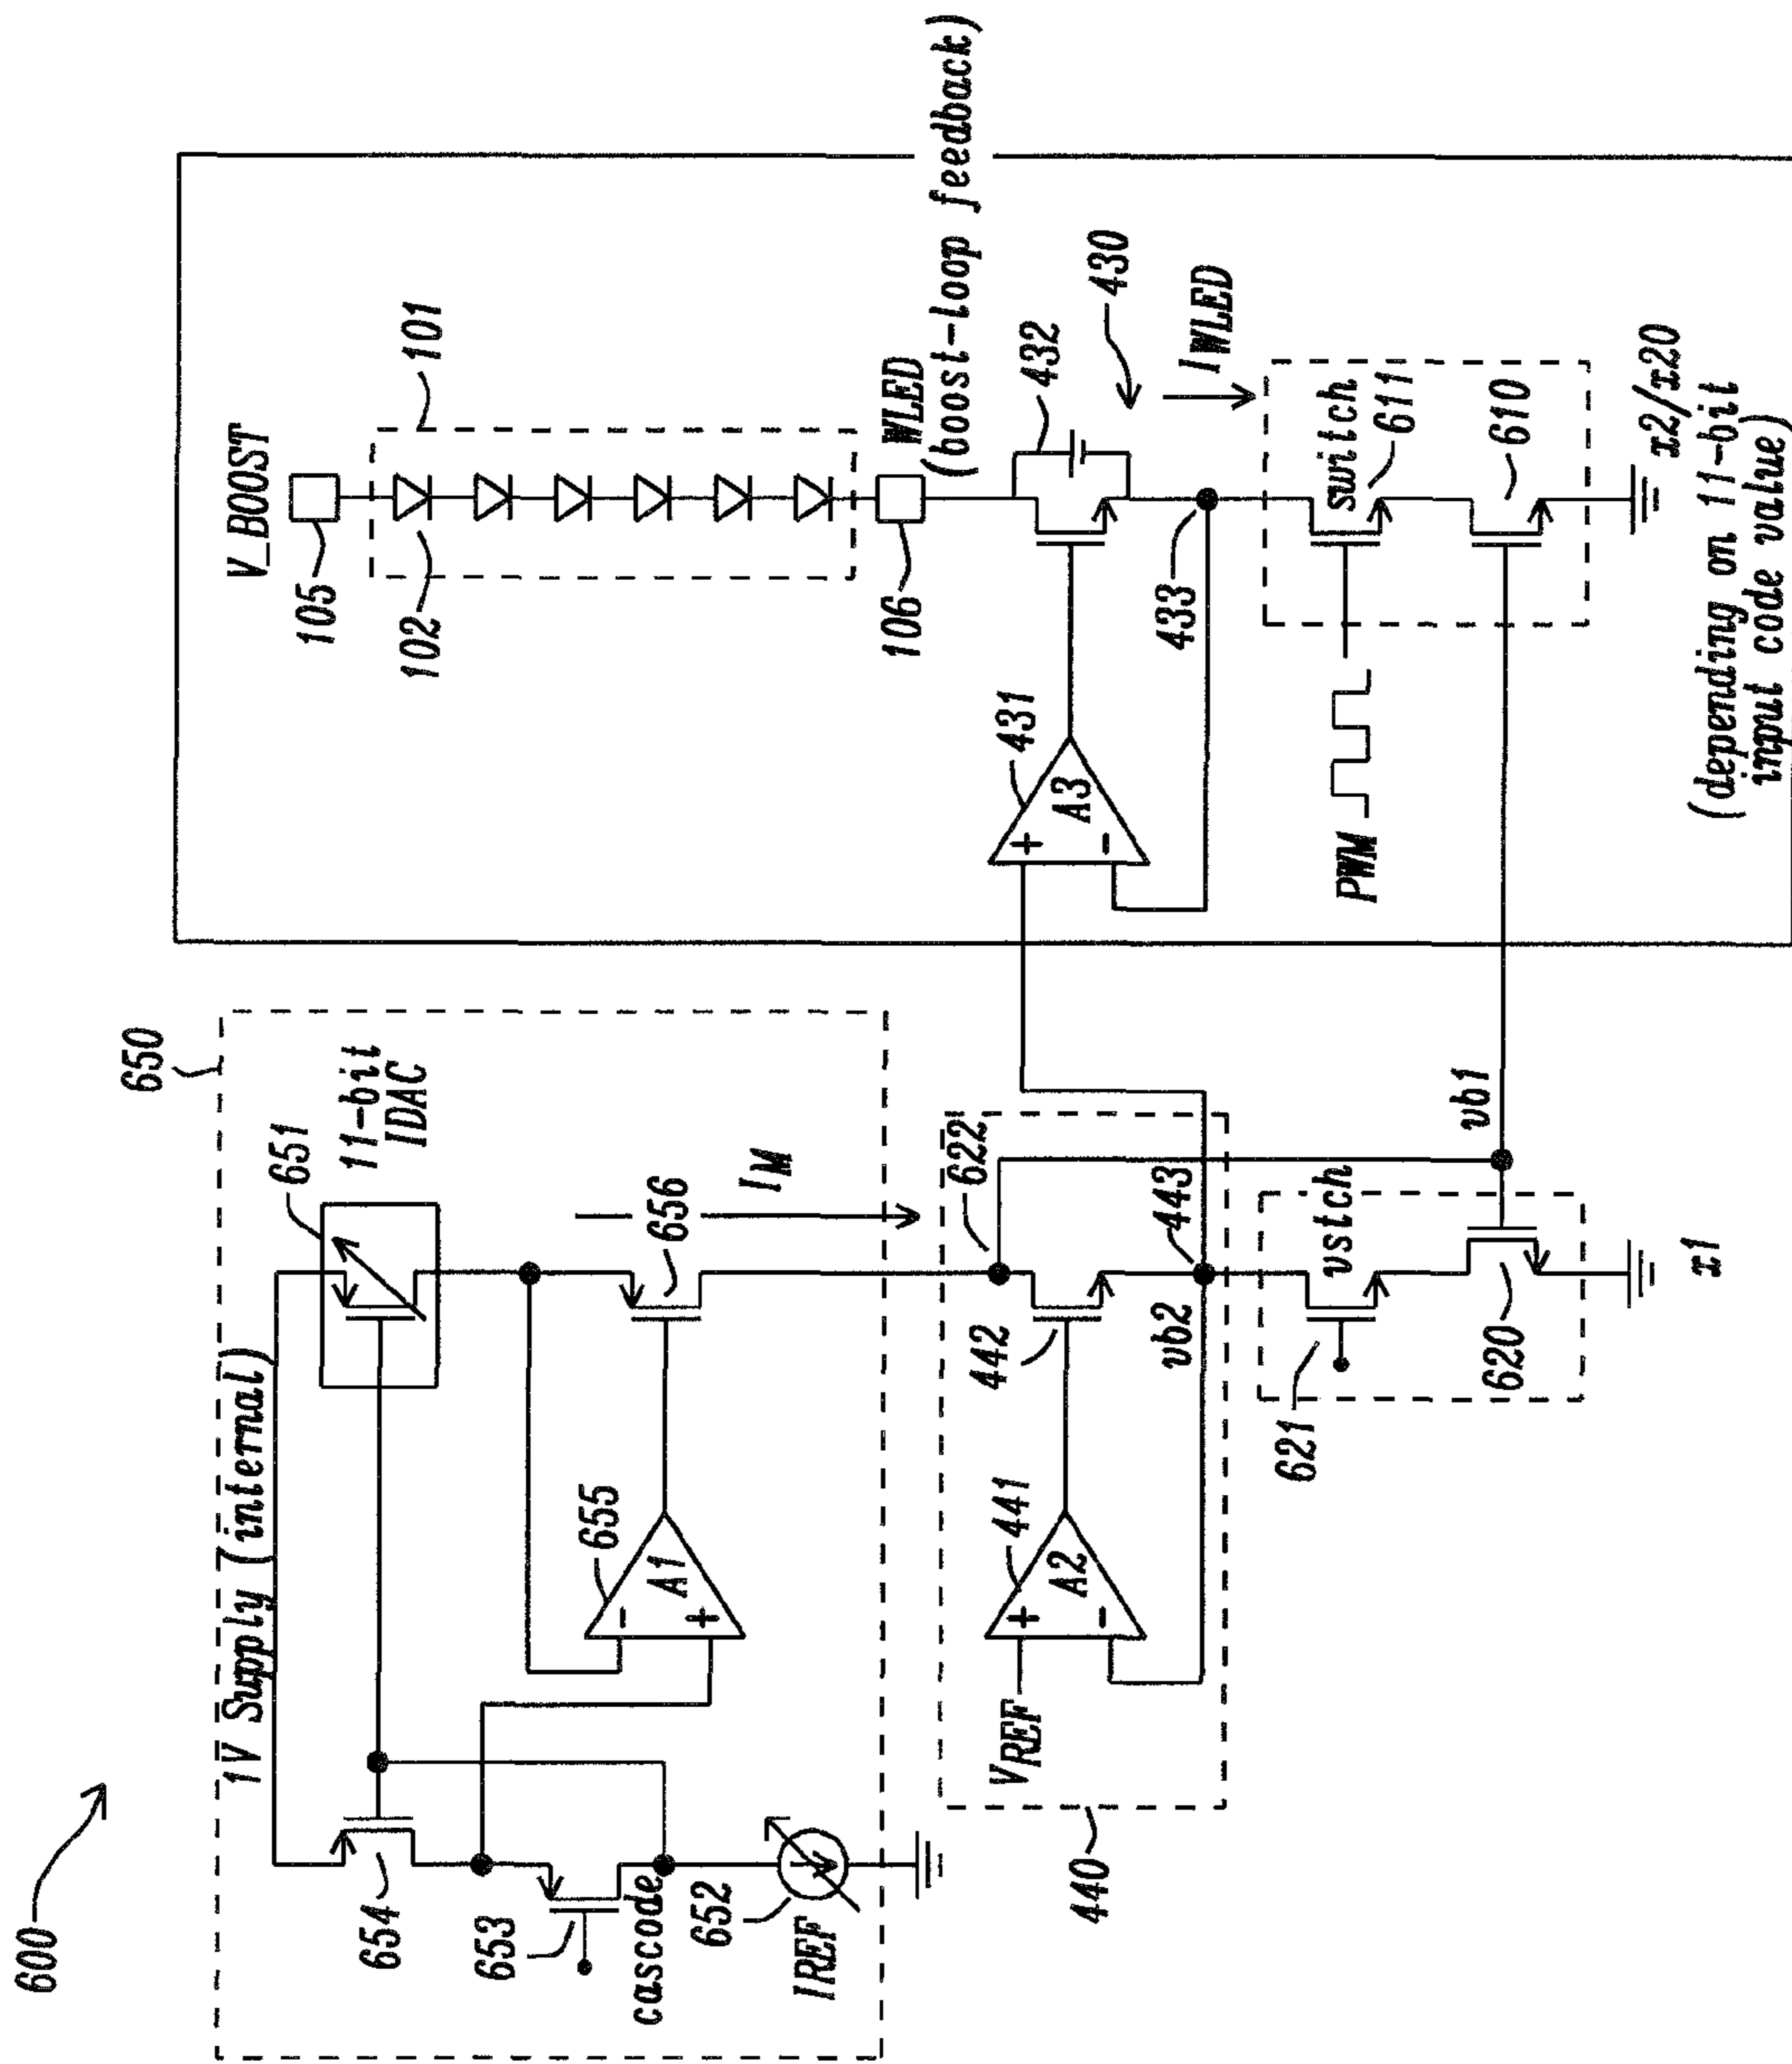 600
650
1V Supply (internal)
651
11-bit
IDAC
654
653
cascode
652
IREF
655
A1
-
+
656
IM
V_BOOST
105
101
102
106
WLED
(boost-loop feedback)
432
430
431
A3
+
-
433
IWLED
switch
611
PWM
610
x2/x20
(depending on 11-bit
input code value)
622
442
443
vb2
441
A2
+
-
VREF
440
vb1
vstch
621
620
x1